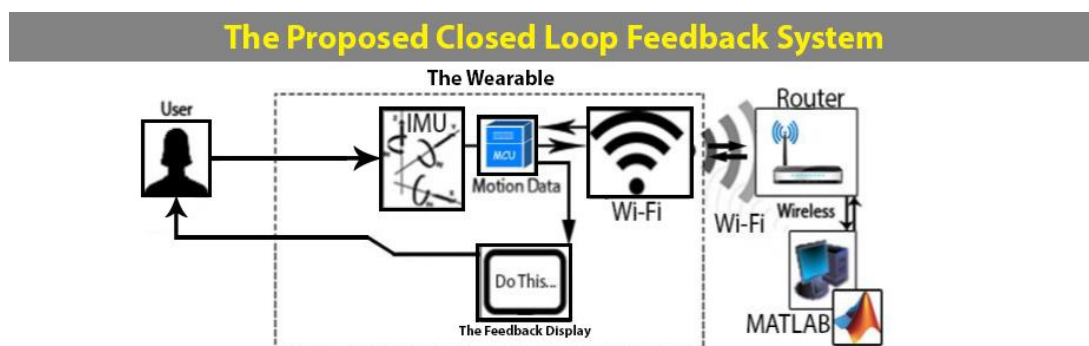 The Proposed Closed Loop Feedback System
The Wearable
User
IMU
MCU
Motion Data
Wi-Fi
Router
Wireless
Wi-Fi
Do This...
The Feedback Display
MATLAB